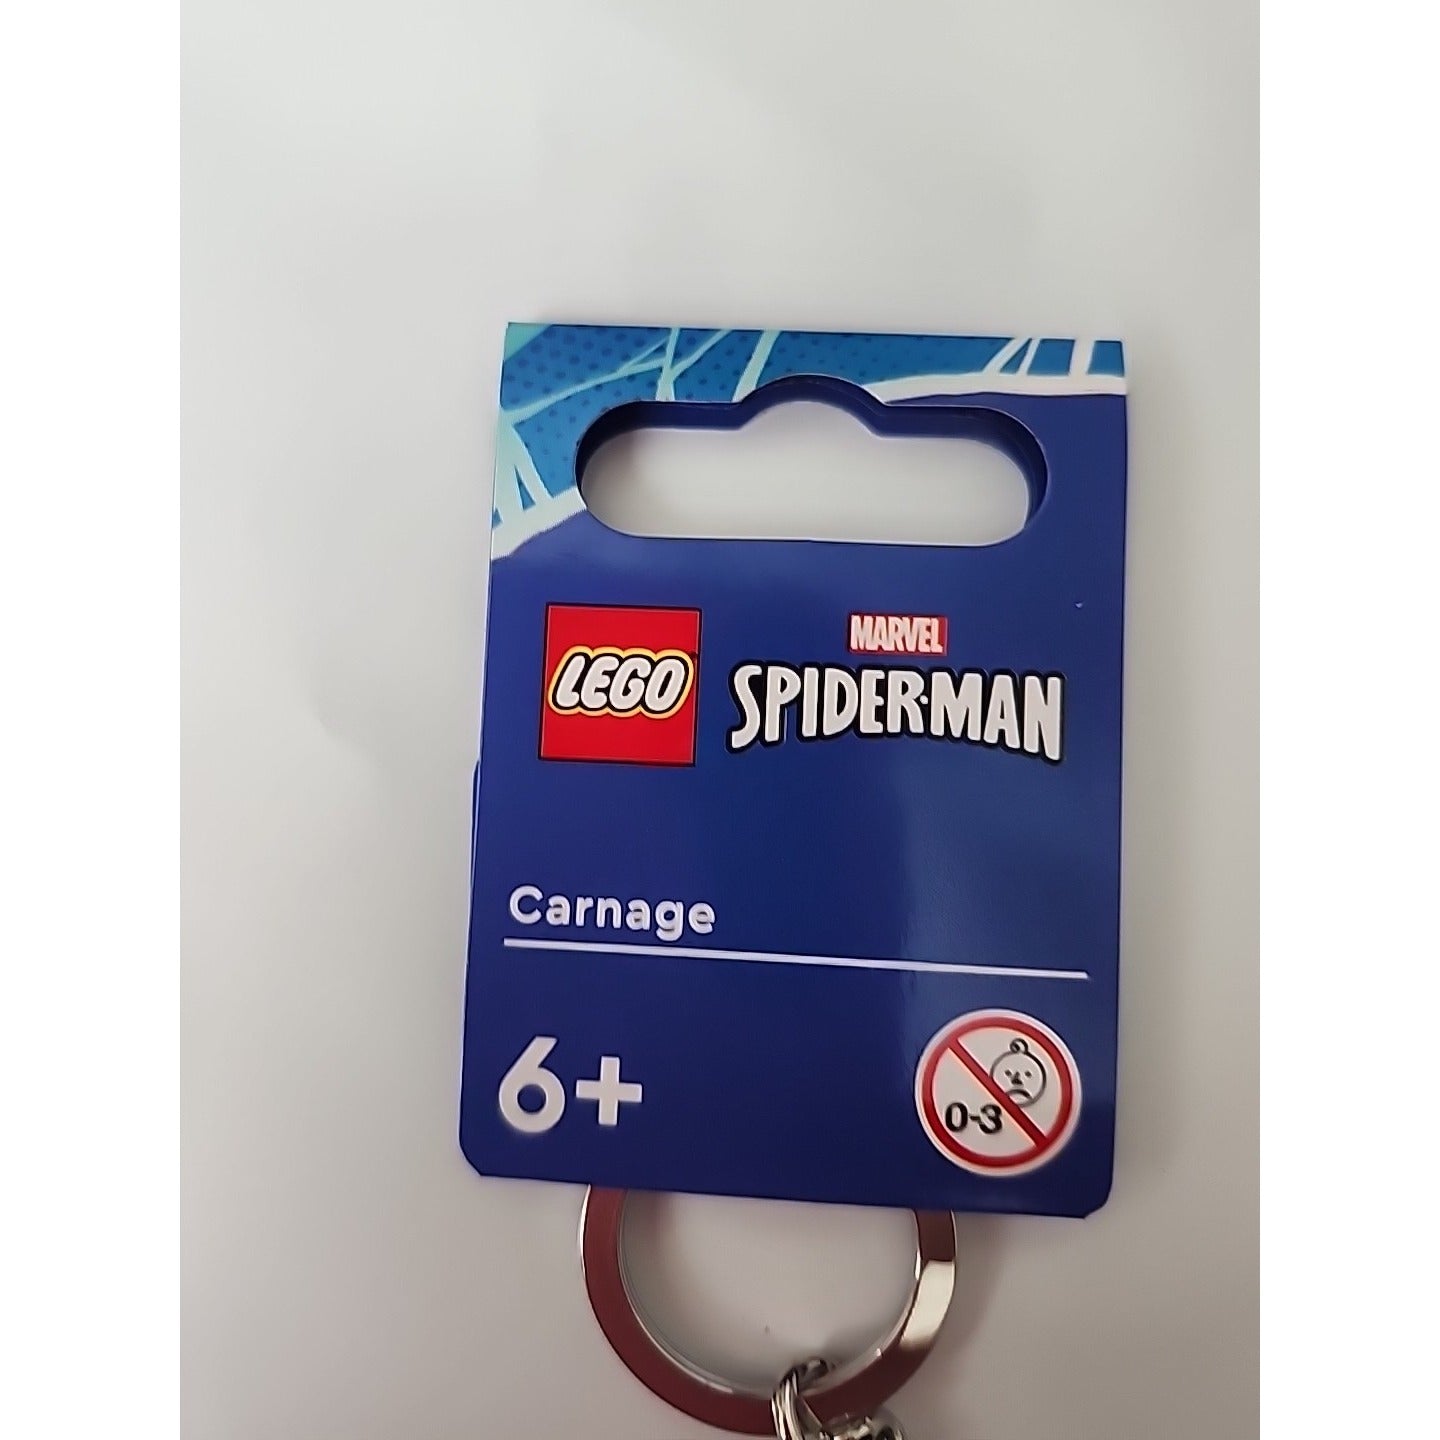 LEGO
MARVEL
SPIDER-MAN
Carnage
6+
0-3